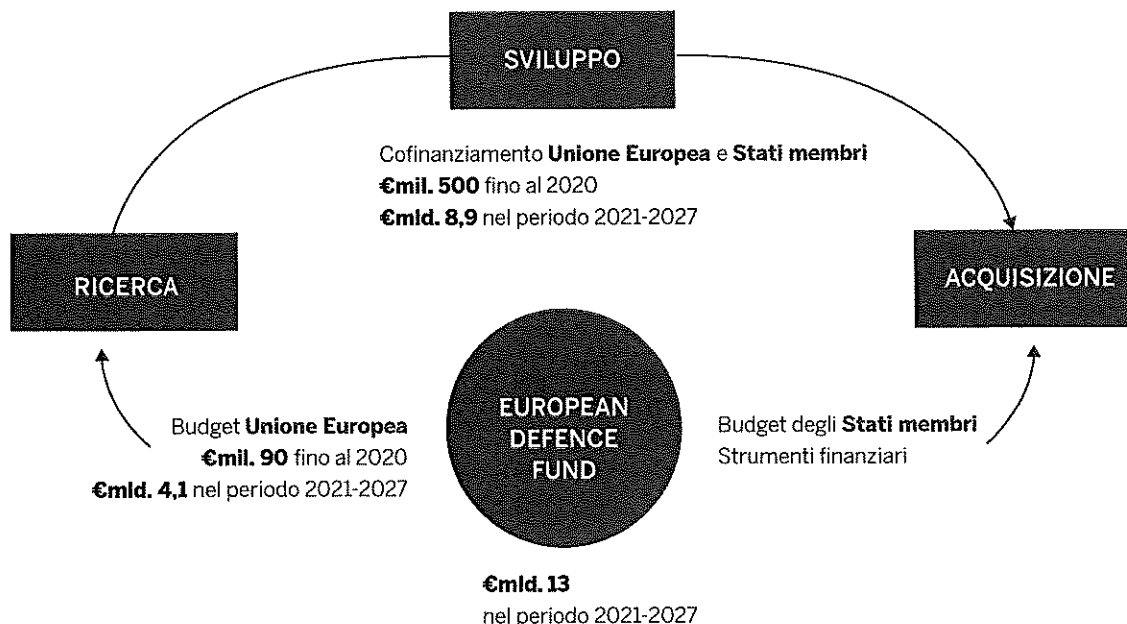 SVILUPPO
Cofinanziamento Unione Europea e Stati membri
€mil. 500 fino al 2020
€mld. 8,9 nel periodo 2021-2027
RICERCA
ACQUISIZIONE
Budget Unione Europea
€mil. 90 fino al 2020
€mld. 4,1 nel periodo 2021-2027
EUROPEAN
DEFENCE
FUND
Budget degli Stati membri
Strumenti finanziari
€mld. 13
nel periodo 2021-2027